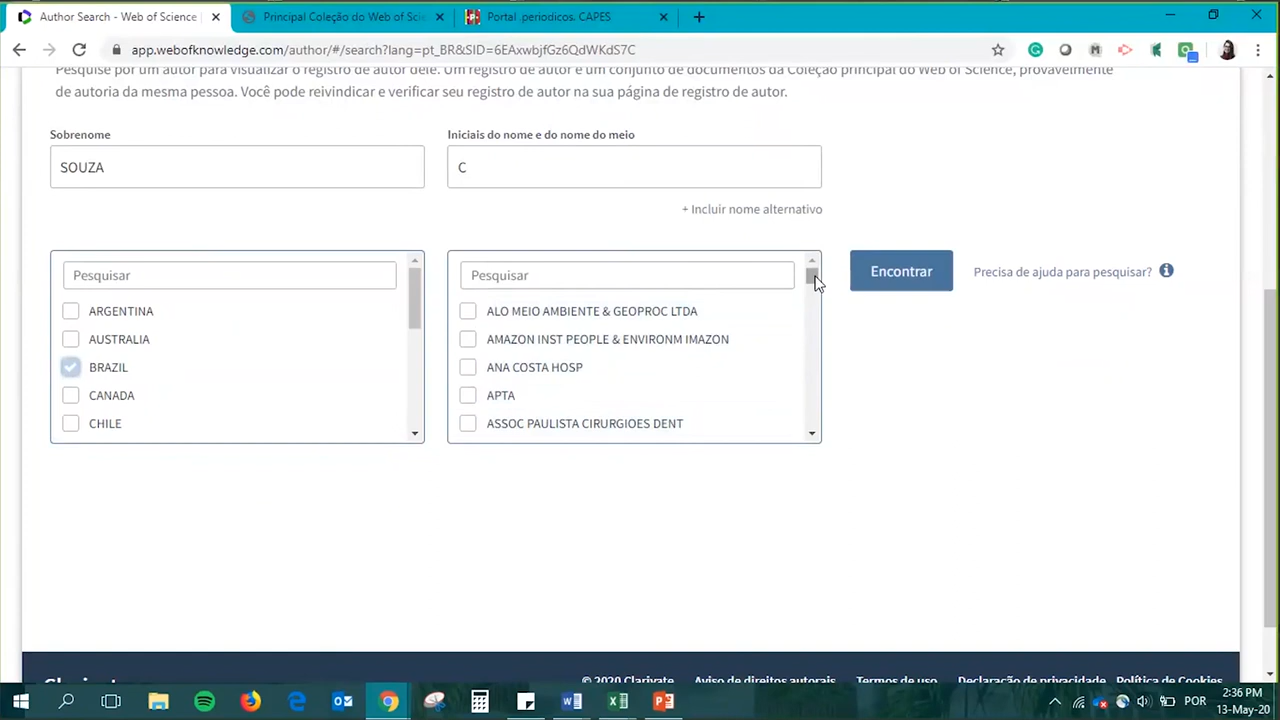 Author Search - Web of Science
Principal Coleção do Web of Sci
Portal .periodicos. CAPES
app.webofknowledge.com/author/#/search?lang=pt_BR&SID=6EAxwbjfGz6QdWKdS7C
Pesquise por um autor para visualizar o registro de autor dele. Um registro de autor é um conjunto de documentos da Coleção principal do Web of Science, provavelmente
de autoria da mesma pessoa. Você pode reivindicar e verificar seu registro de autor na sua página de registro de autor.
Sobrenome
Iniciais do nome e do nome do meio
SOUZA
C
+ Incluir nome alternativo
Pesquisar
Pesquisar
Encontrar
Precisa de ajuda para pesquisar?
ARGENTINA
ALO MEIO AMBIENTE & GEOPROC LTDA
AUSTRALIA
AMAZON INST PEOPLE & ENVIRONM IMAZON
BRAZIL
ANA COSTA HOSP
CANADA
APTA
CHILE
ASSOC PAULISTA CIRURGIOES DENT
© 2020 Clarivate
Aviso de direitos autorais
Termos de uso
Declaração de privacidade
Política de Cookies
POR
2:36 PM
13-May-20